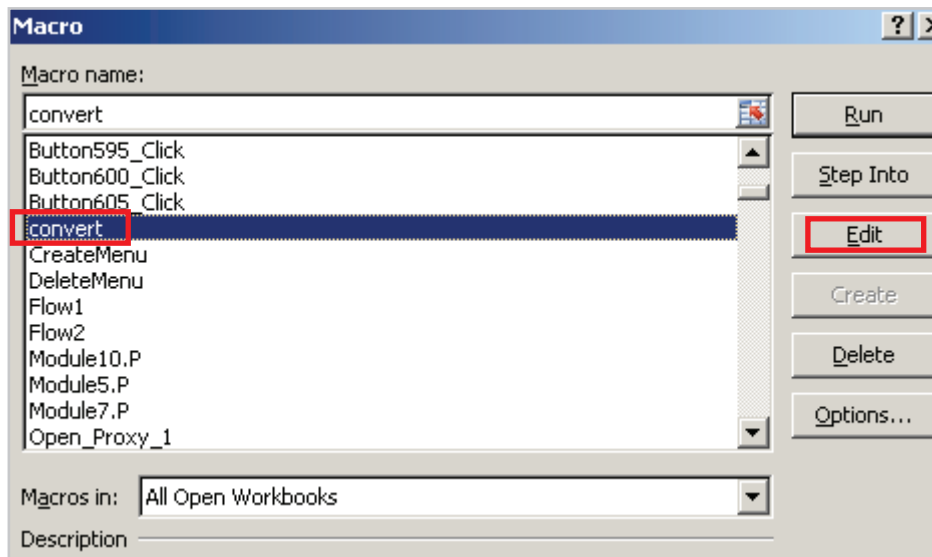 Macro
Macro name:
convert
Run
Button595_Click
Button600_Click
Step Into
Button605_Click
convert
Edit
CreateMenu
DeleteMenu
Create
Flow1
Flow2
Module10.P
Delete
Module5.P
Module7.P
Options...
Open_Proxy_1
Macros in: All Open Workbooks
Description